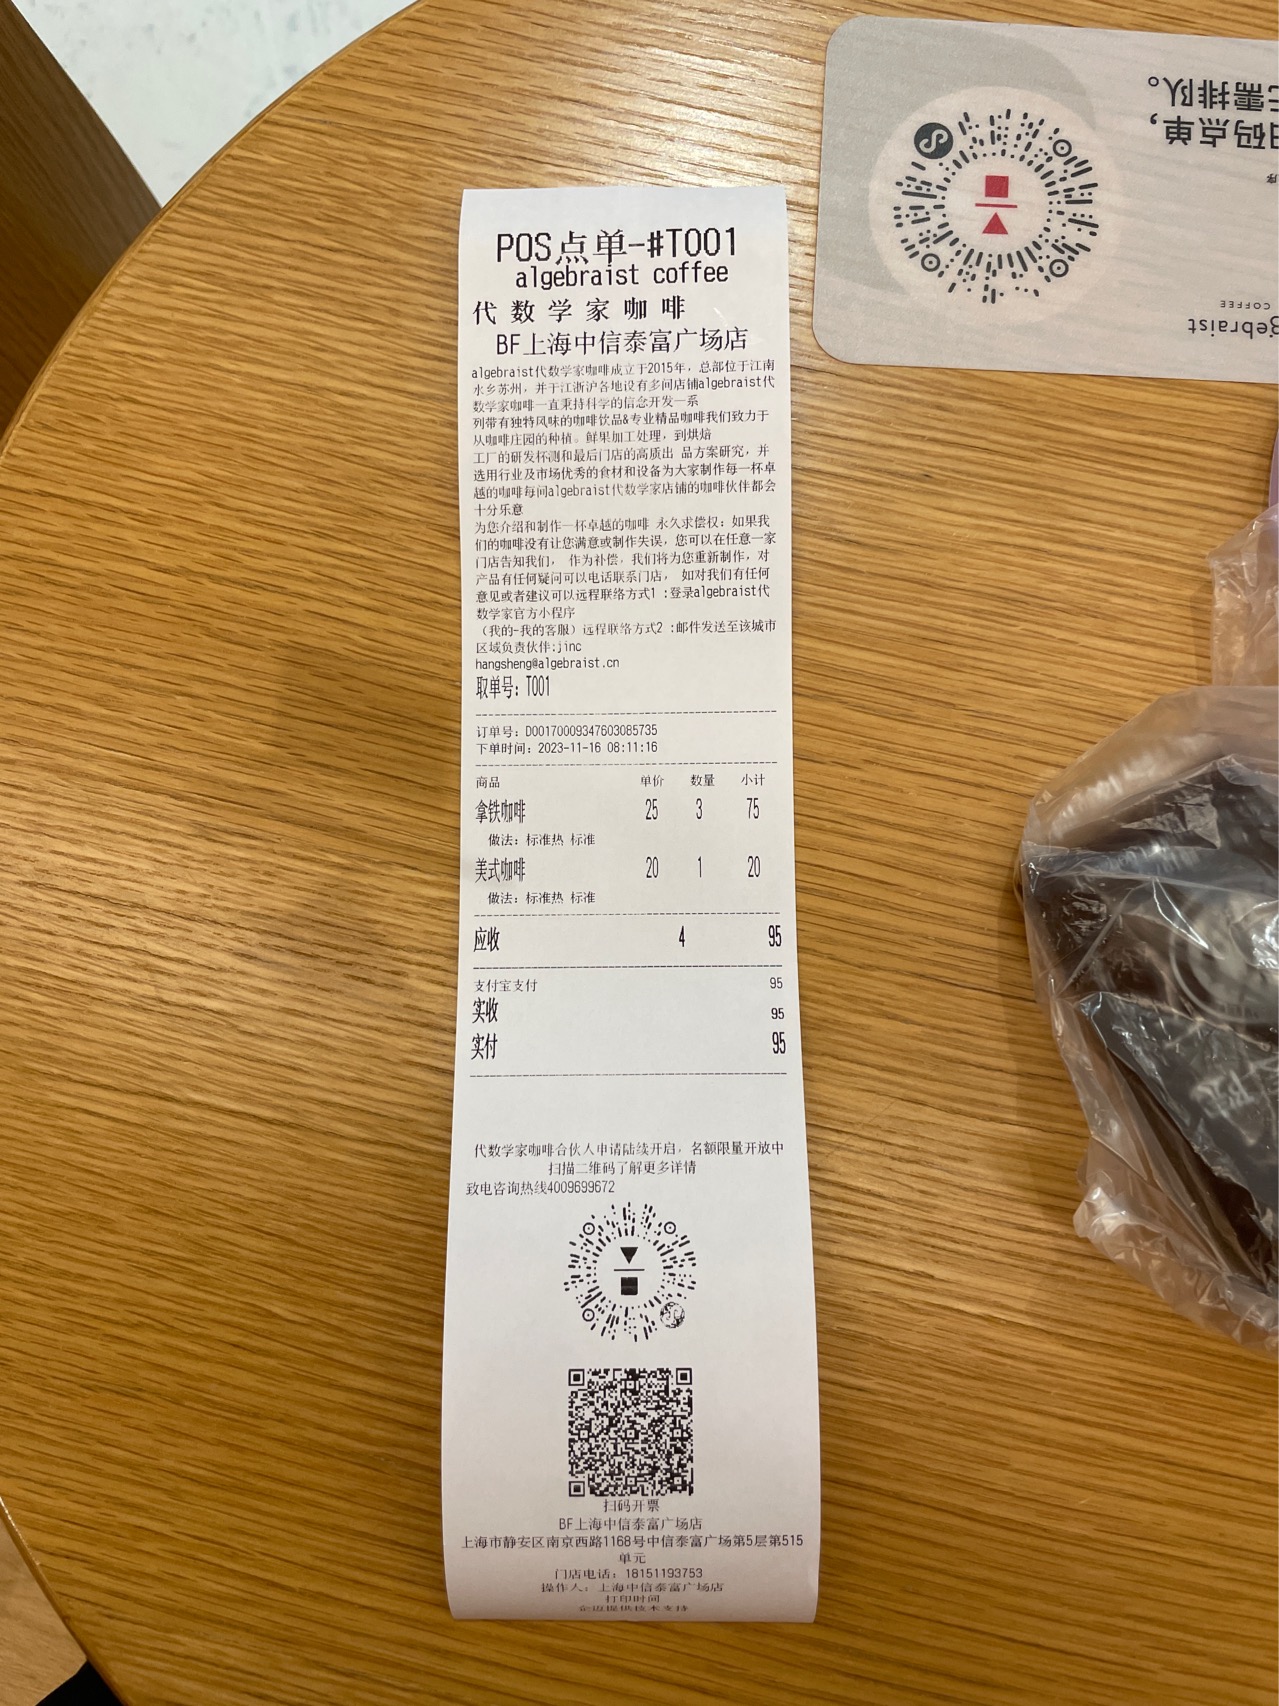 POS点单-#T001
algebraist coffee
代数学家咖啡
BF上海中信泰富广场店
algebraist代数学家咖啡成立于2015年，总部位于江南
水乡苏州，并于江浙沪各地设有多间店铺algebraist代
数学家咖啡一直秉持科学的信念开发一系
列带有独特风味的咖啡饮品&专业精品咖啡我们致力于
从咖啡庄园的种植。鲜果加工处理，到烘焙
工厂的研发杯测和最后门店的高质出 品方案研究，并
选用行业及市场优秀的食材和设备为大家制作每一杯卓
越的咖啡每间algebraist代数学家店铺的咖啡伙伴都会
十分乐意
为您介绍和制作一杯卓越的咖啡 永久求偿权：如果我
们的咖啡没有让您满意或制作失误，您可以在任意一家
门店告知我们， 作为补偿，我们将为您重新制作，对
产品有任何疑问可以电话联系门店， 如对我们有任何
意见或者建议可以远程联络方式1 :登录algebraist代
数学家官方小程序
（我的-我的客服）远程联络方式2 :邮件发送至该城市
区域负责伙伴:jinc
hangsheng@algebraist.cn
取单号: T001
订单号: D00170009347603085735
下单时间: 2023-11-16 08:11:16
商品 单价 数量 小计
拿铁咖啡 25 3 75
做法: 标准热 标准
美式咖啡 20 1 20
做法: 标准热 标准
应收 4 95
支付宝支付 95
实收 95
实付 95
代数学家咖啡合伙人申请陆续开启，名额限量开放中
扫描二维码了解更多详情
致电咨询热线4009699672
扫码开票
BF上海中信泰富广场店
上海市静安区南京西路1168号中信泰富广场第5层第515
单元
门店电话: 18151193753
操作人: 上海中信泰富广场店
打印时间
企迈提供技术支持
码点单，
需排队。
序
ebraist
COFFEE